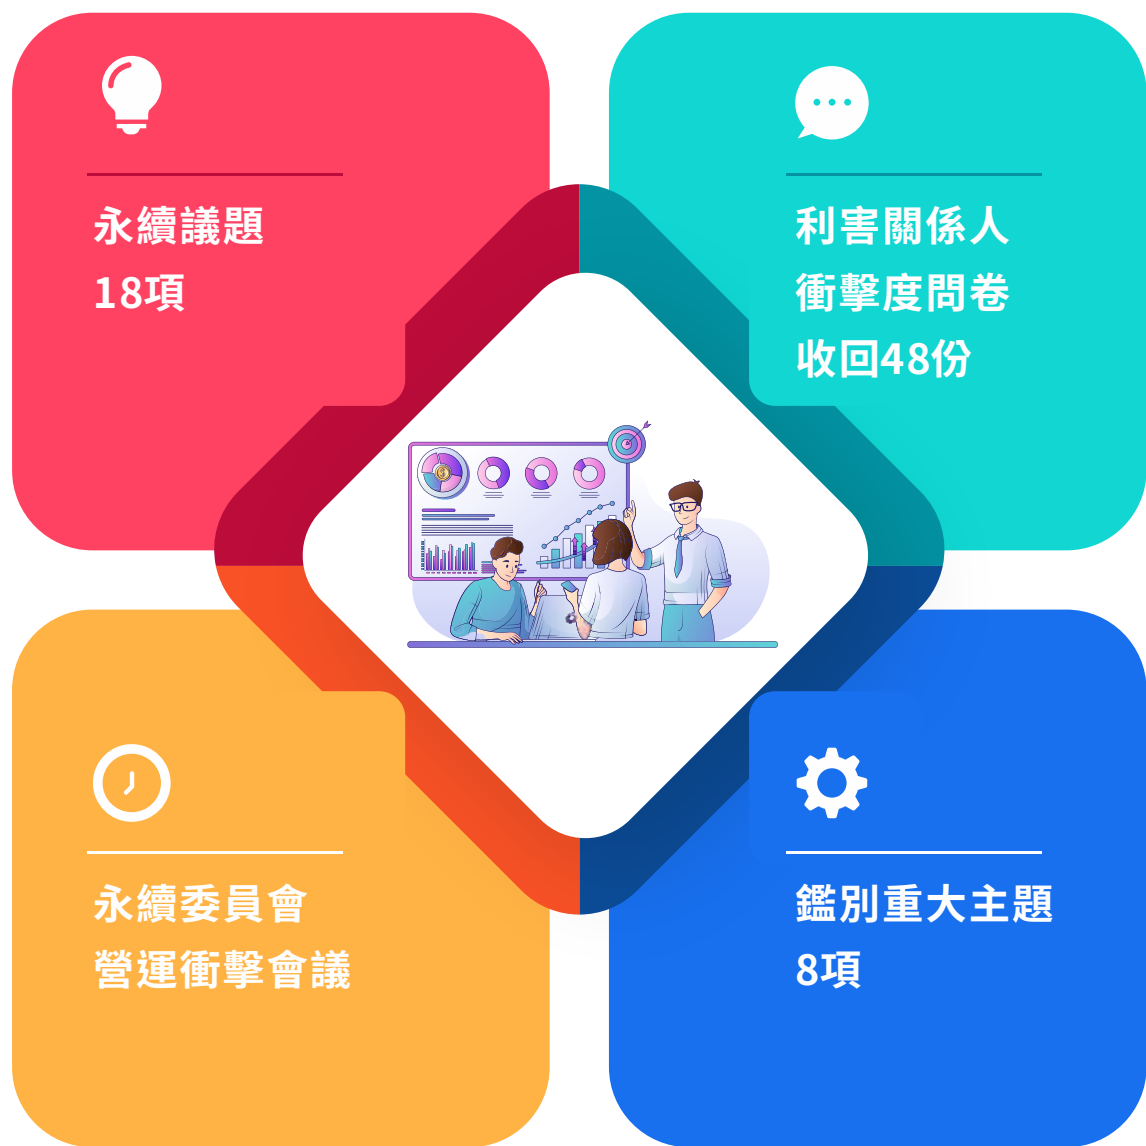 永續議題
18項
利害關係人
衝擊度問卷
收回48份
永續委員會
營運衝擊會議
鑑別重大主題
8項